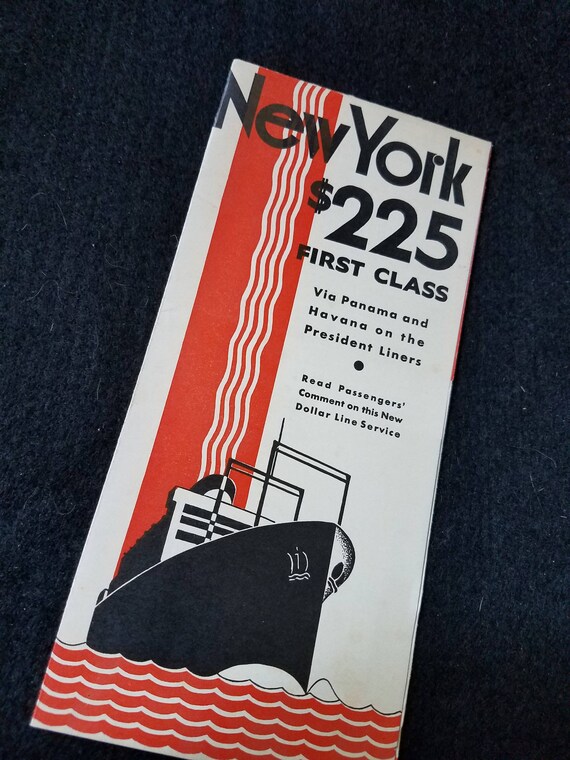 New York
$225
FIRST CLASS
Via Panama and
Havana on the
President Liners
Read Passengers'
Comment on this New
Dollar Line Service